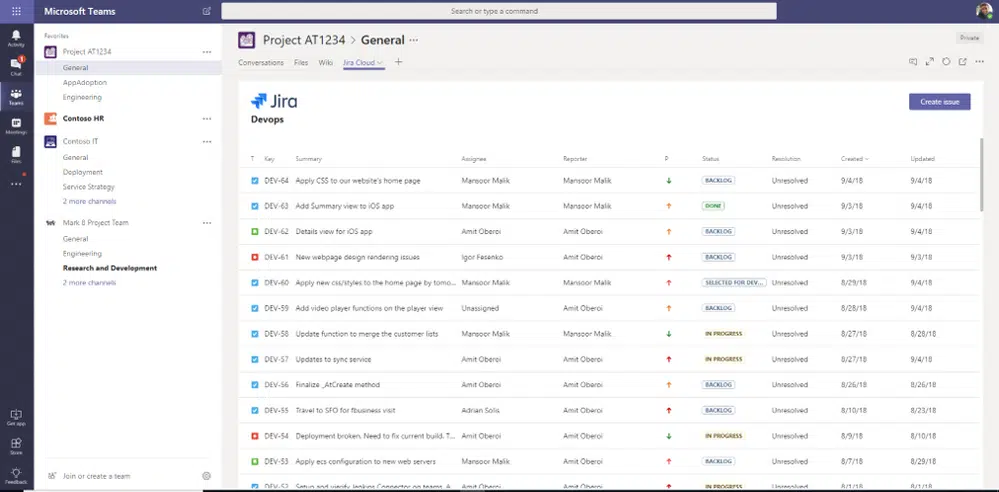 Microsoft Teams
Search or type a command
Activity
Chat
1
Teams
Meetings
Files
Get app
Store
Feedback
Favorites
Project AT1234
General
AppAdoption
Engineering
Contoso HR
Contoso IT
General
Deployment
Service Strategy
2 more channels
Mark 8 Project Team
General
Engineering
Research and Development
2 more channels
Join or create a team
Project AT1234 > General ...
Private
Conversations Files Wiki Jira Cloud
Jira
Devops
Create issue
T Key Summary Assignee Reporter P Status Resolution Created Updated
DEV-64 Apply CSS to our website's home page Mansoor Malik Mansoor Malik BACKLOG Unresolved 9/4/18 9/4/18
DEV-63 Add Summary view to iOS app Mansoor Malik Mansoor Malik DONE Unresolved 9/3/18 9/4/18
DEV-62 Details view for iOS app Amit Oberoi Amit Oberoi BACKLOG Unresolved 9/3/18 9/4/18
DEV-61 New webpage design rendering issues Igor Fesenko Amit Oberoi BACKLOG Unresolved 9/3/18 9/3/18
DEV-60 Apply new css/styles to the home page by tomo... Mansoor Malik Mansoor Malik SELECTED FOR DEV... Unresolved 8/29/18 9/4/18
DEV-59 Add video player functions on the player view Unassigned Amit Oberoi BACKLOG Unresolved 8/28/18 9/4/18
DEV-58 Update function to merge the customer lists Mansoor Malik Mansoor Malik IN PROGRESS Unresolved 8/27/18 8/28/18
DEV-57 Updates to sync service Amit Oberoi Amit Oberoi IN PROGRESS Unresolved 8/27/18 9/4/18
DEV-56 Finalize _AtCreate method Amit Oberoi Amit Oberoi BACKLOG Unresolved 8/26/18 8/26/18
DEV-55 Travel to SFO for fbusiness visit Adrian Solis Amit Oberoi BACKLOG Unresolved 8/10/18 8/23/18
DEV-54 Deployment broken. Need to fix current build. T... Mansoor Malik Amit Oberoi IN PROGRESS Unresolved 8/9/18 8/10/18
DEV-53 Apply ecs configuration to new web servers Mansoor Malik Amit Oberoi BACKLOG Unresolved 8/7/18 8/29/18
DEV-52 Setup and verify Jenkins Connector on teams. A... Amit Oberoi Amit Oberoi IN PROGRESS Unresolved 8/1/18 8/1/18